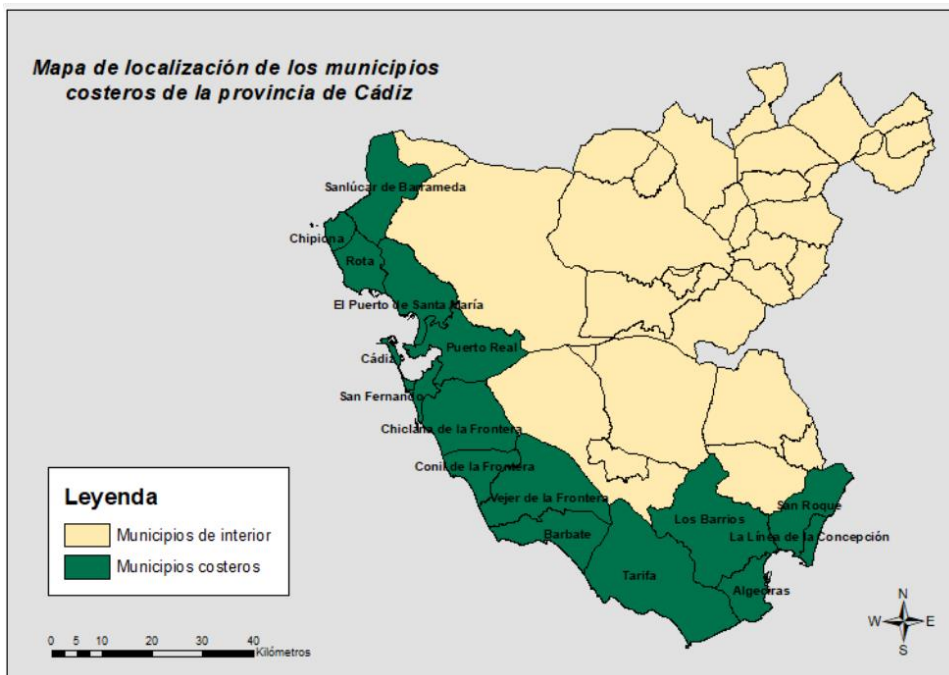 Mapa de localización de los municipios
costeros de la provincia de Cádiz
Sanlúcar de Barrameda
Chipiona
Rota
El Puerto de Santa María
Puerto Real
Cádiz
San Fernando
Chiclana de la Frontera
Conil de la Frontera
Vejer de la Frontera
San Roque
Los Barrios
Barbate
La Línea de la Concepción
Tarifa
Algeciras
Leyenda
Municipios de interior
Municipios costeros
0 5 10 20 30 40
Kilómetros
N
W E
S